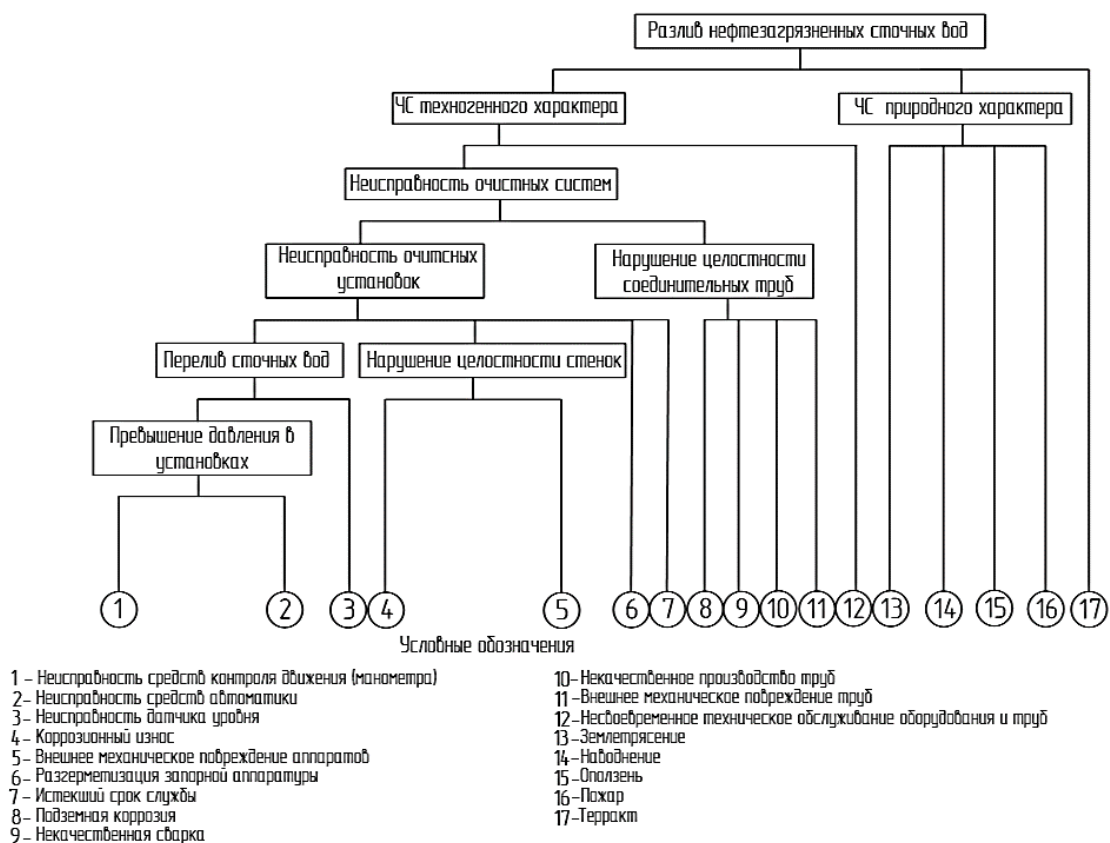 Разлив нефтезагрязненных сточных вод
ЧС техногенного характера
ЧС природного характера
Неисправность очистных систем
Неисправность очитсных
установок
Нарушение целостности
соединительных труб
Перелив сточных вод
Нарушение целостности стенок
Превышение давления в
установках
1
2
3
4
5
6
7
8
9
10
11
12
13
14
15
16
17
Условные обозначения
1 – Неисправность средств контроля движения (манометра)
2– Неисправность средств автоматики
3– Неисправность датчика уровня
4 – Коррозионный износ
5– Внешнее механическое повреждение аппаратов
6 – Разгерметизация запорной аппаратуры
7 – Истекший срок службы
8 – Подземная коррозия
9 – Некачественная сварка
10– Некачественное производство труб
11 –Внешнее механическое повреждение труб
12–Несвоевременное техническое обслуживание оборудования и труб
13 –Землетрясение
14–Наводнение
15 –Оползень
16 –Пожар
17–Терракт